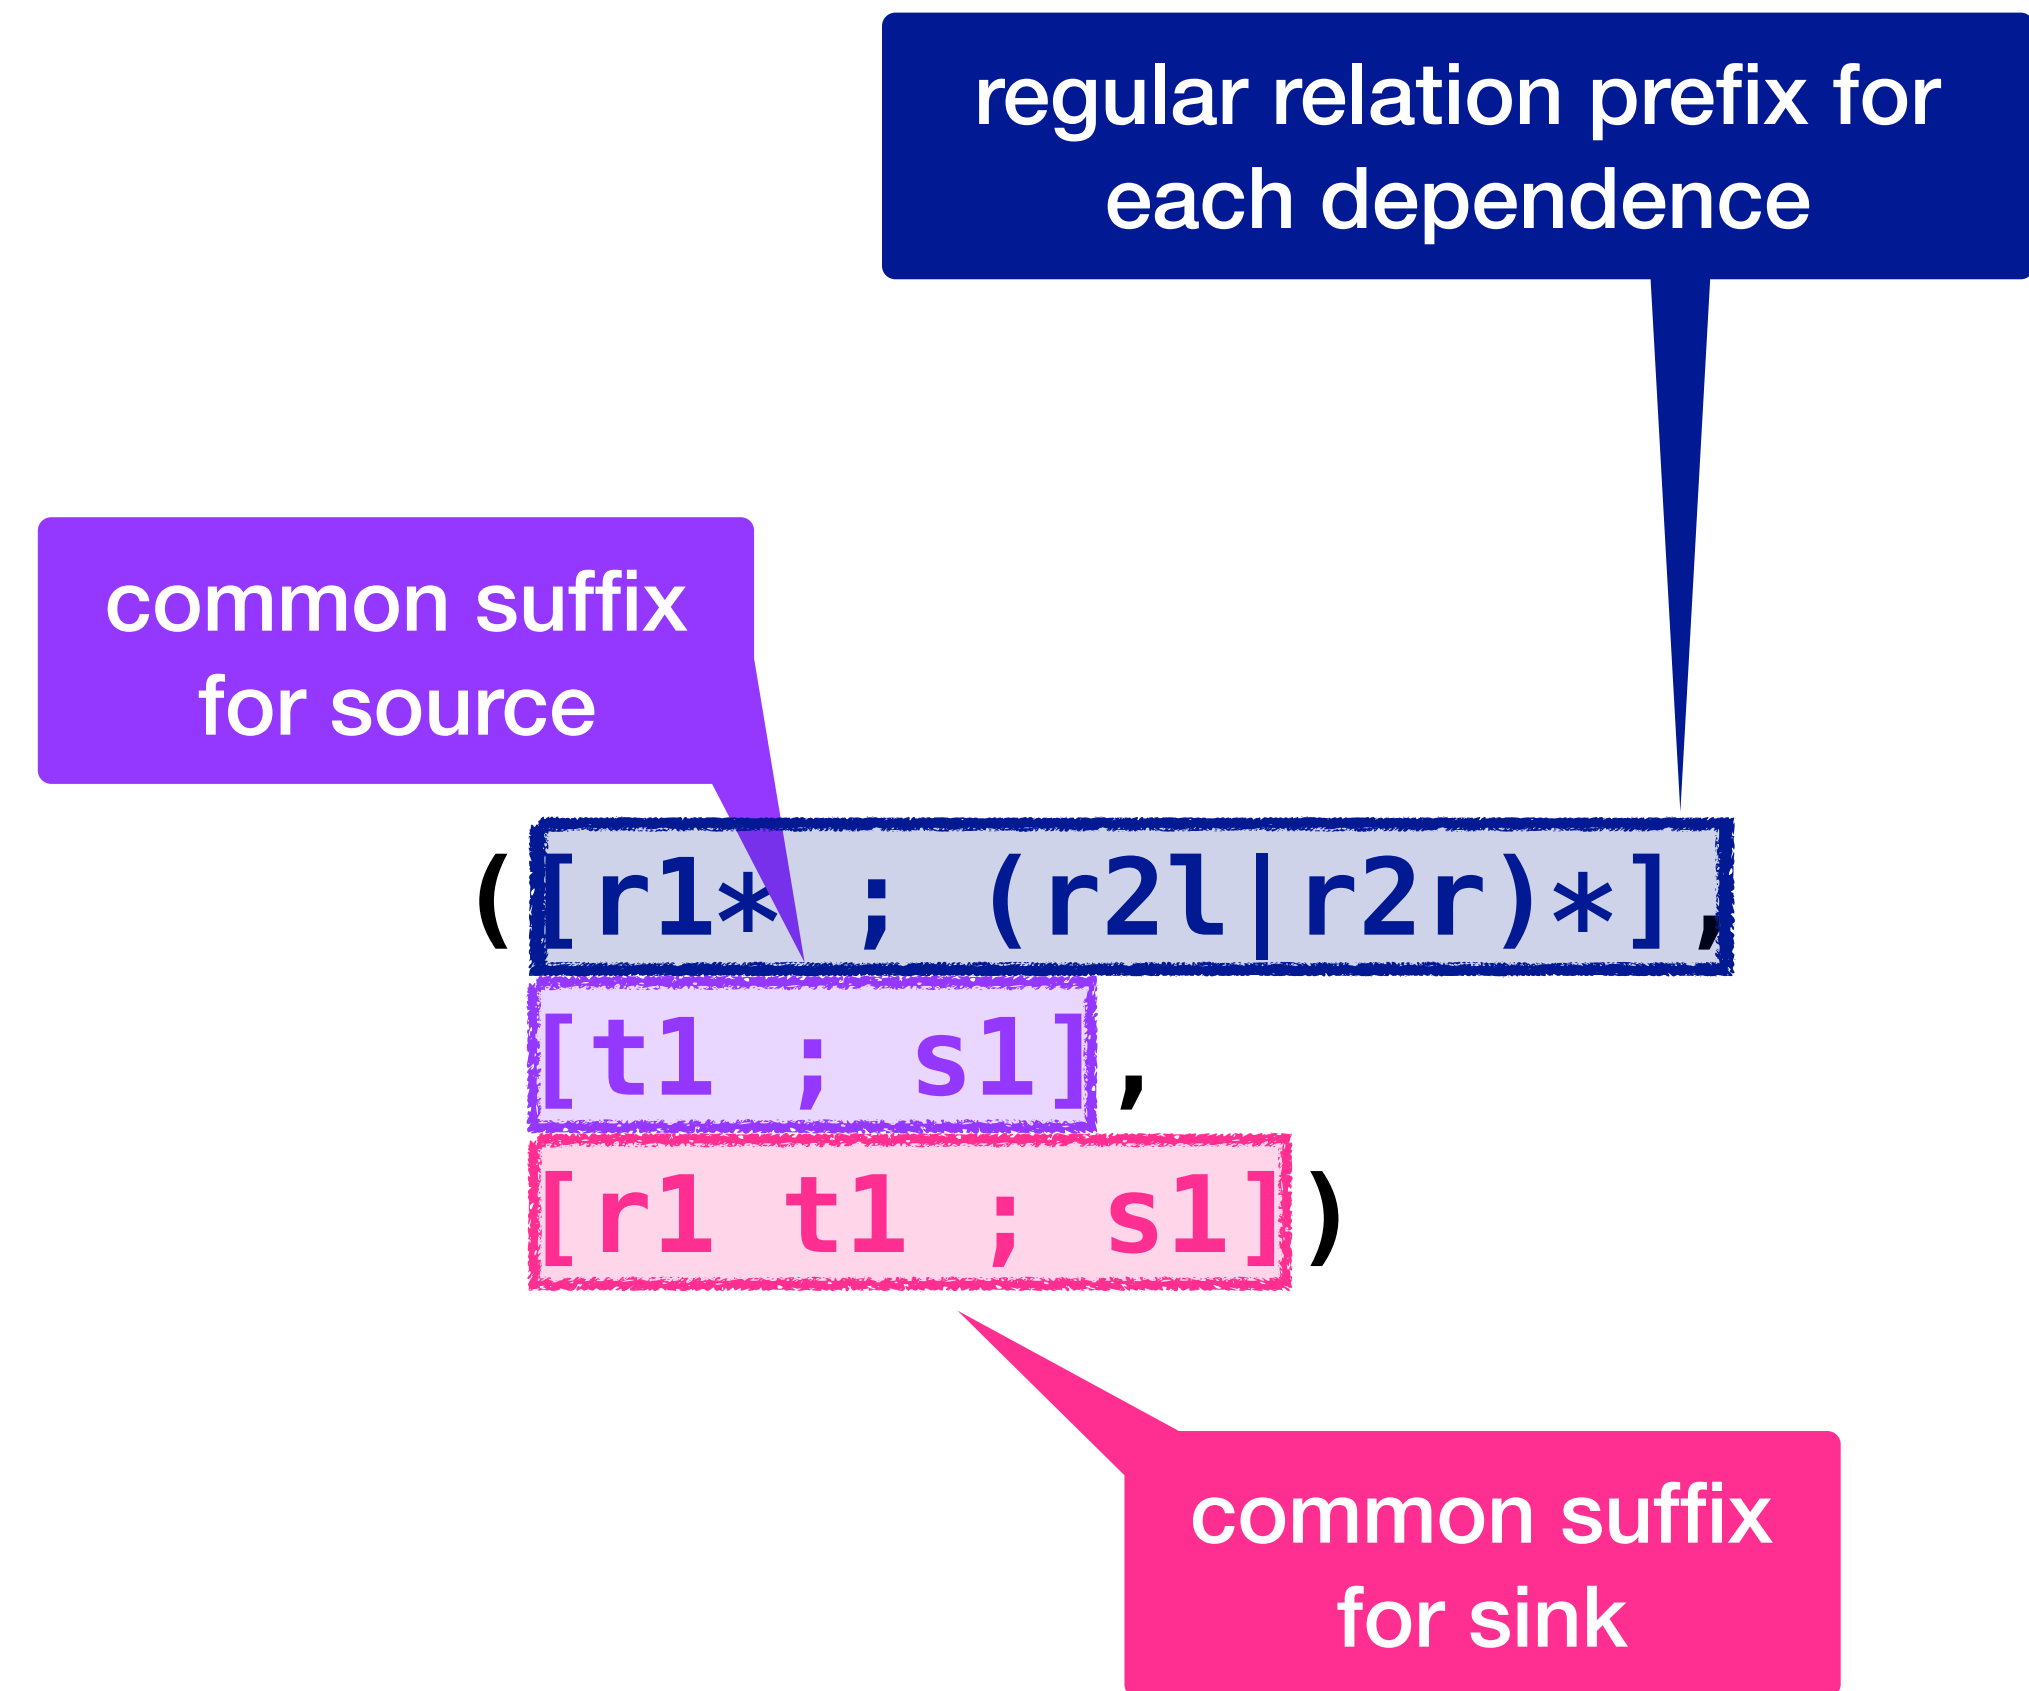 regular relation prefix for
each dependence
common suffix
for source
([r1* ; (r2l|r2r)*],
[t1 ; s1],
[r1 t1 ; s1])
common suffix
for sink